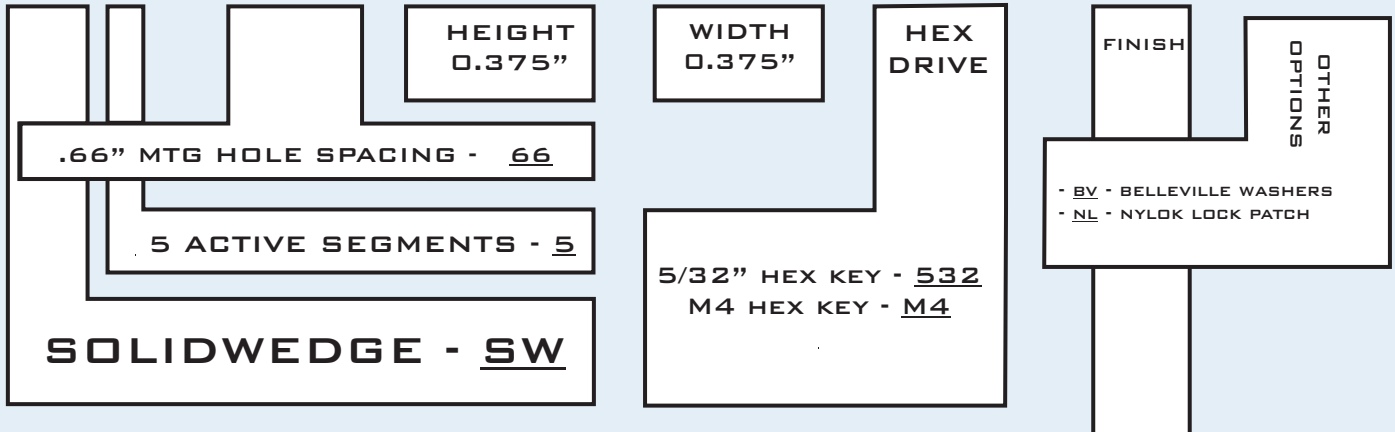 HEIGHT
0.375”
WIDTH
0.375”
HEX
DRIVE
FINISH
OTHER
OPTIONS
.66” MTG HOLE SPACING - 66
- BV - BELLEVILLE WASHERS
- NL - NYLOK LOCK PATCH
5 ACTIVE SEGMENTS - 5
5/32” HEX KEY - 532
M4 HEX KEY - M4
SOLIDWEDGE - SW